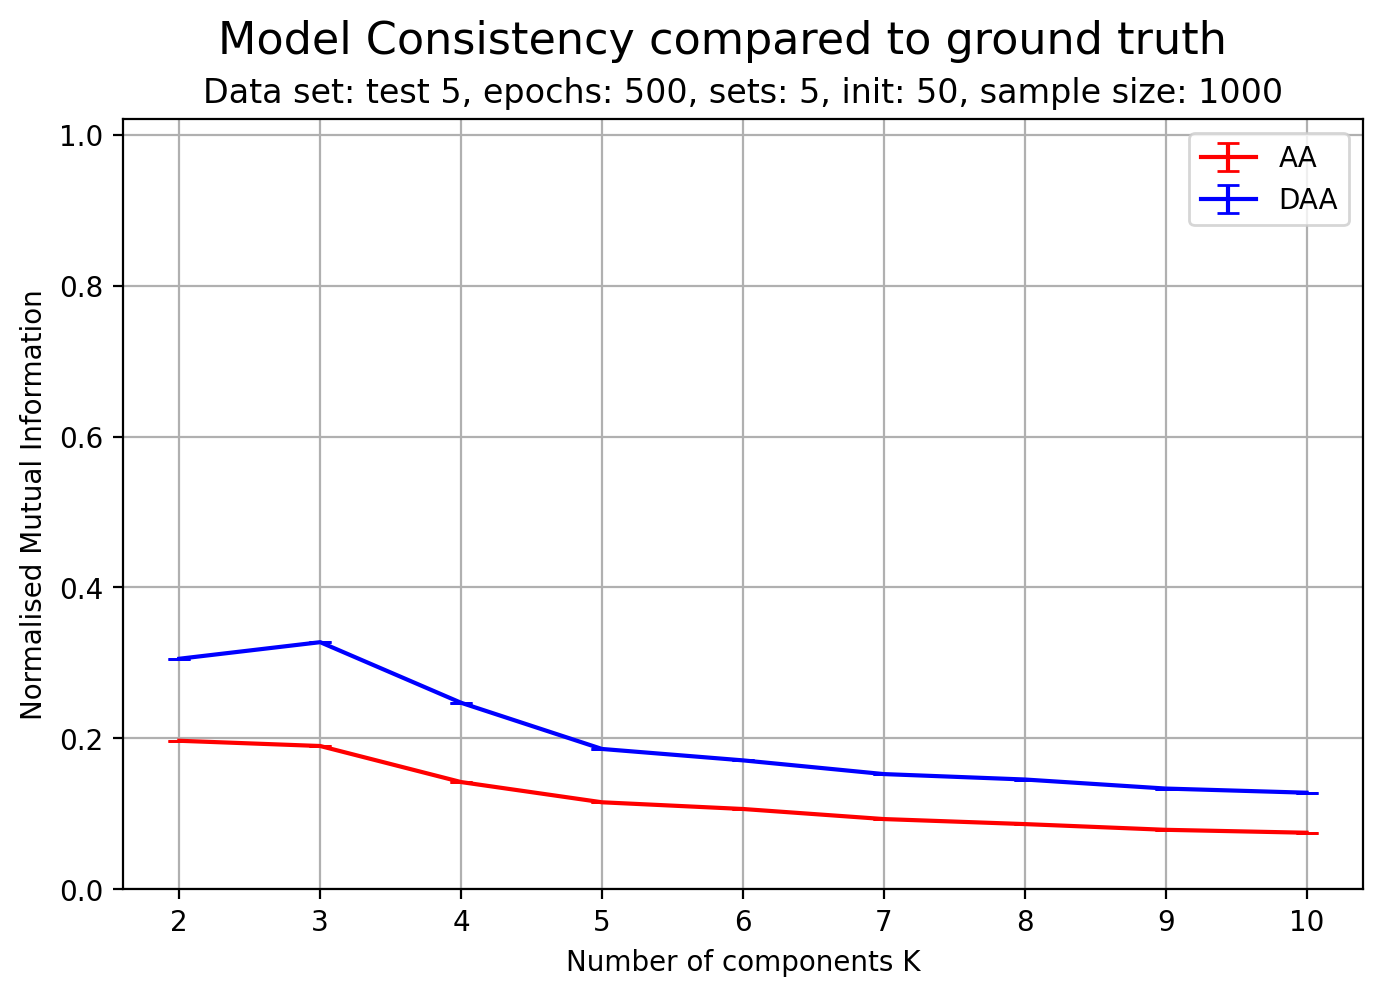 Model Consistency compared to ground truth
Data set: test 5, epochs: 500, sets: 5, init: 50, sample size: 1000
1.0
0.8
0.6
0.4
0.2
0.0
Normalised Mutual Information
AA
DAA
2 3 4 5 6 7 8 9 10
Number of components K